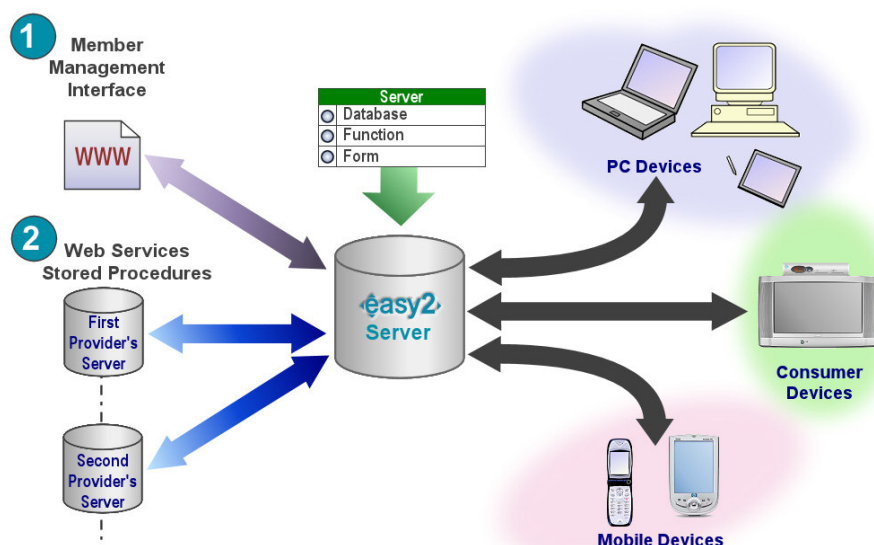 1
Member
Management
Interface
WWW
Server
Database
Function
Form
PC Devices
2
Web Services
Stored Procedures
First
Provider's
Server
easy2
Server
Consumer
Devices
Second
Provider's
Server
Mobile Devices